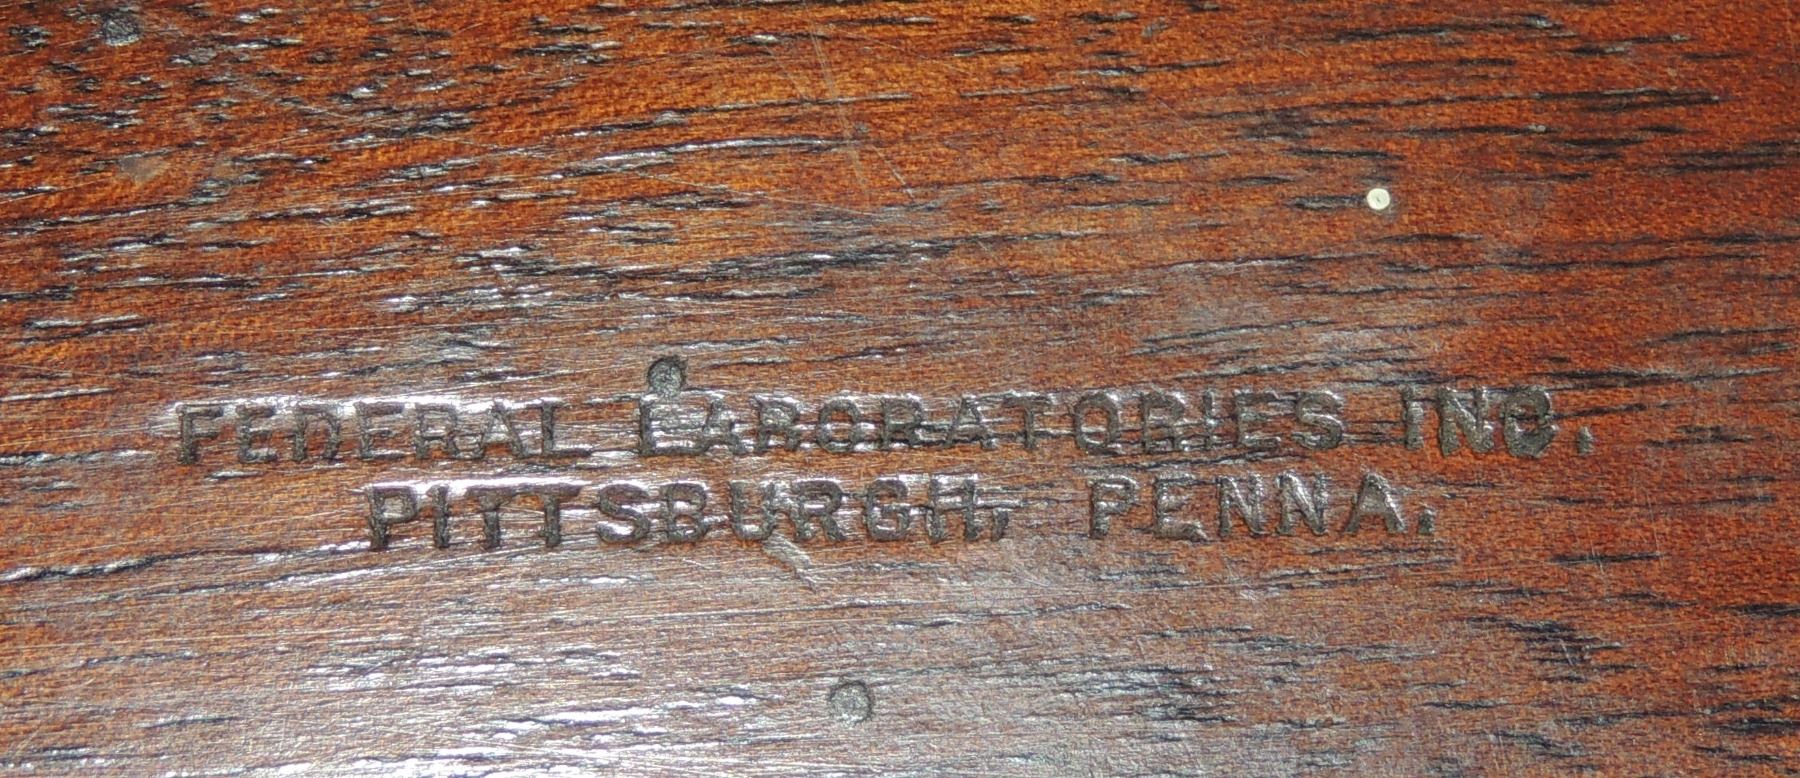 FEDERAL LABORATORIES INC.
PITTSBURGH, PENNA.